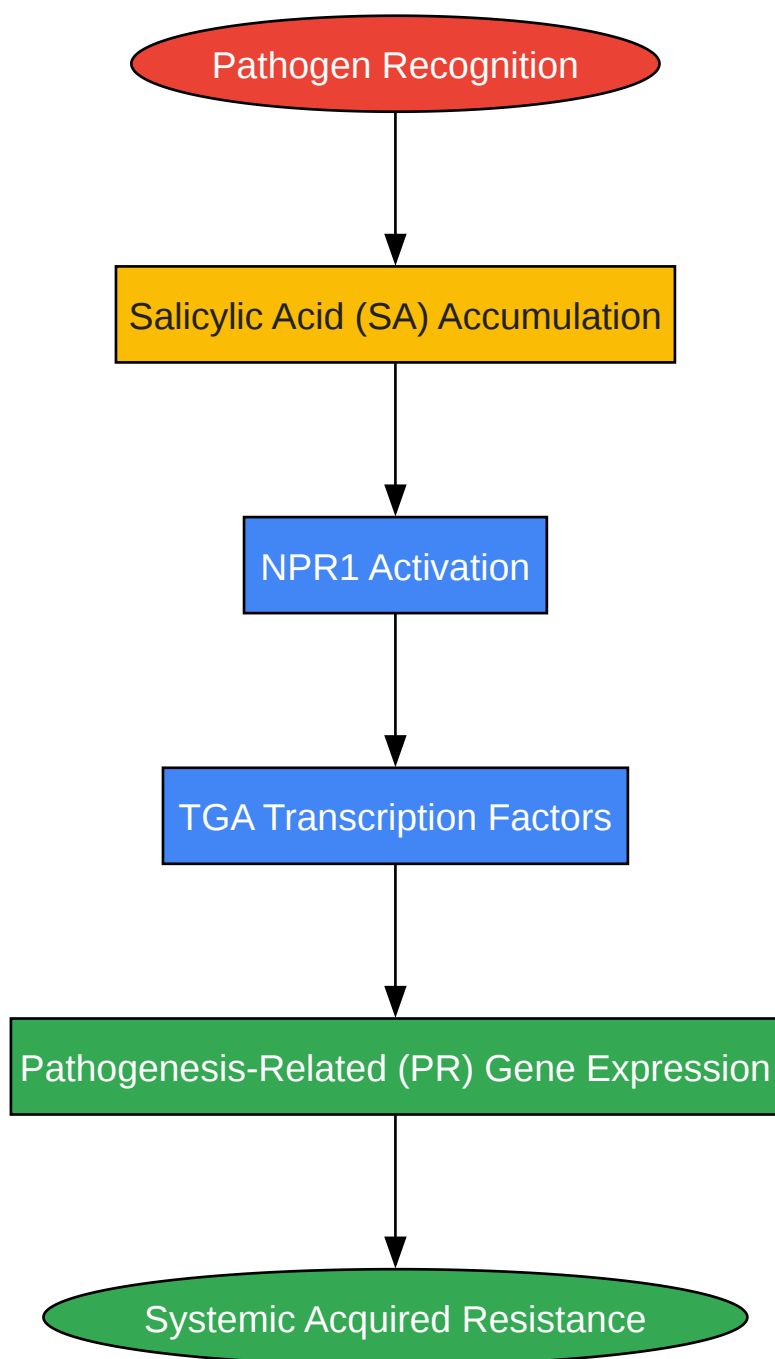 Pathogen Recognition
Salicylic Acid (SA) Accumulation
NPR1 Activation
TGA Transcription Factors
Pathogenesis-Related (PR) Gene Expression
Systemic Acquired Resistance